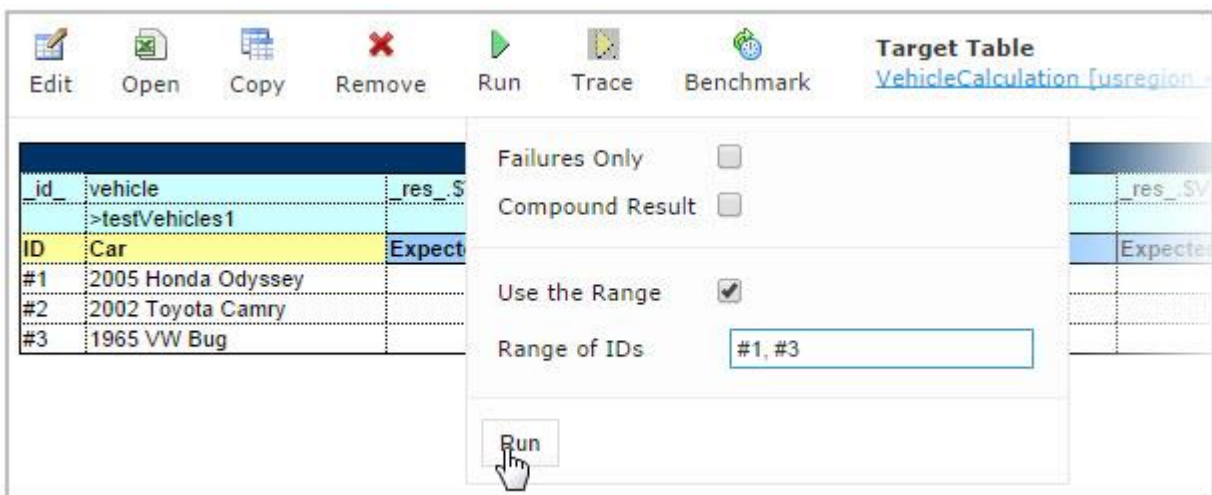 Edit Open Copy Remove Run Trace Benchmark Target Table
VehicleCalculation [usregion
Failures Only
_id_ vehicle _res_.$V _res_.$V
Compound Result
>testVehicles1
ID Car Expecte Expected
#1 2005 Honda Odyssey
Use the Range
#2 2002 Toyota Camry
#3 1965 VW Bug
Range of IDs #1, #3
Run